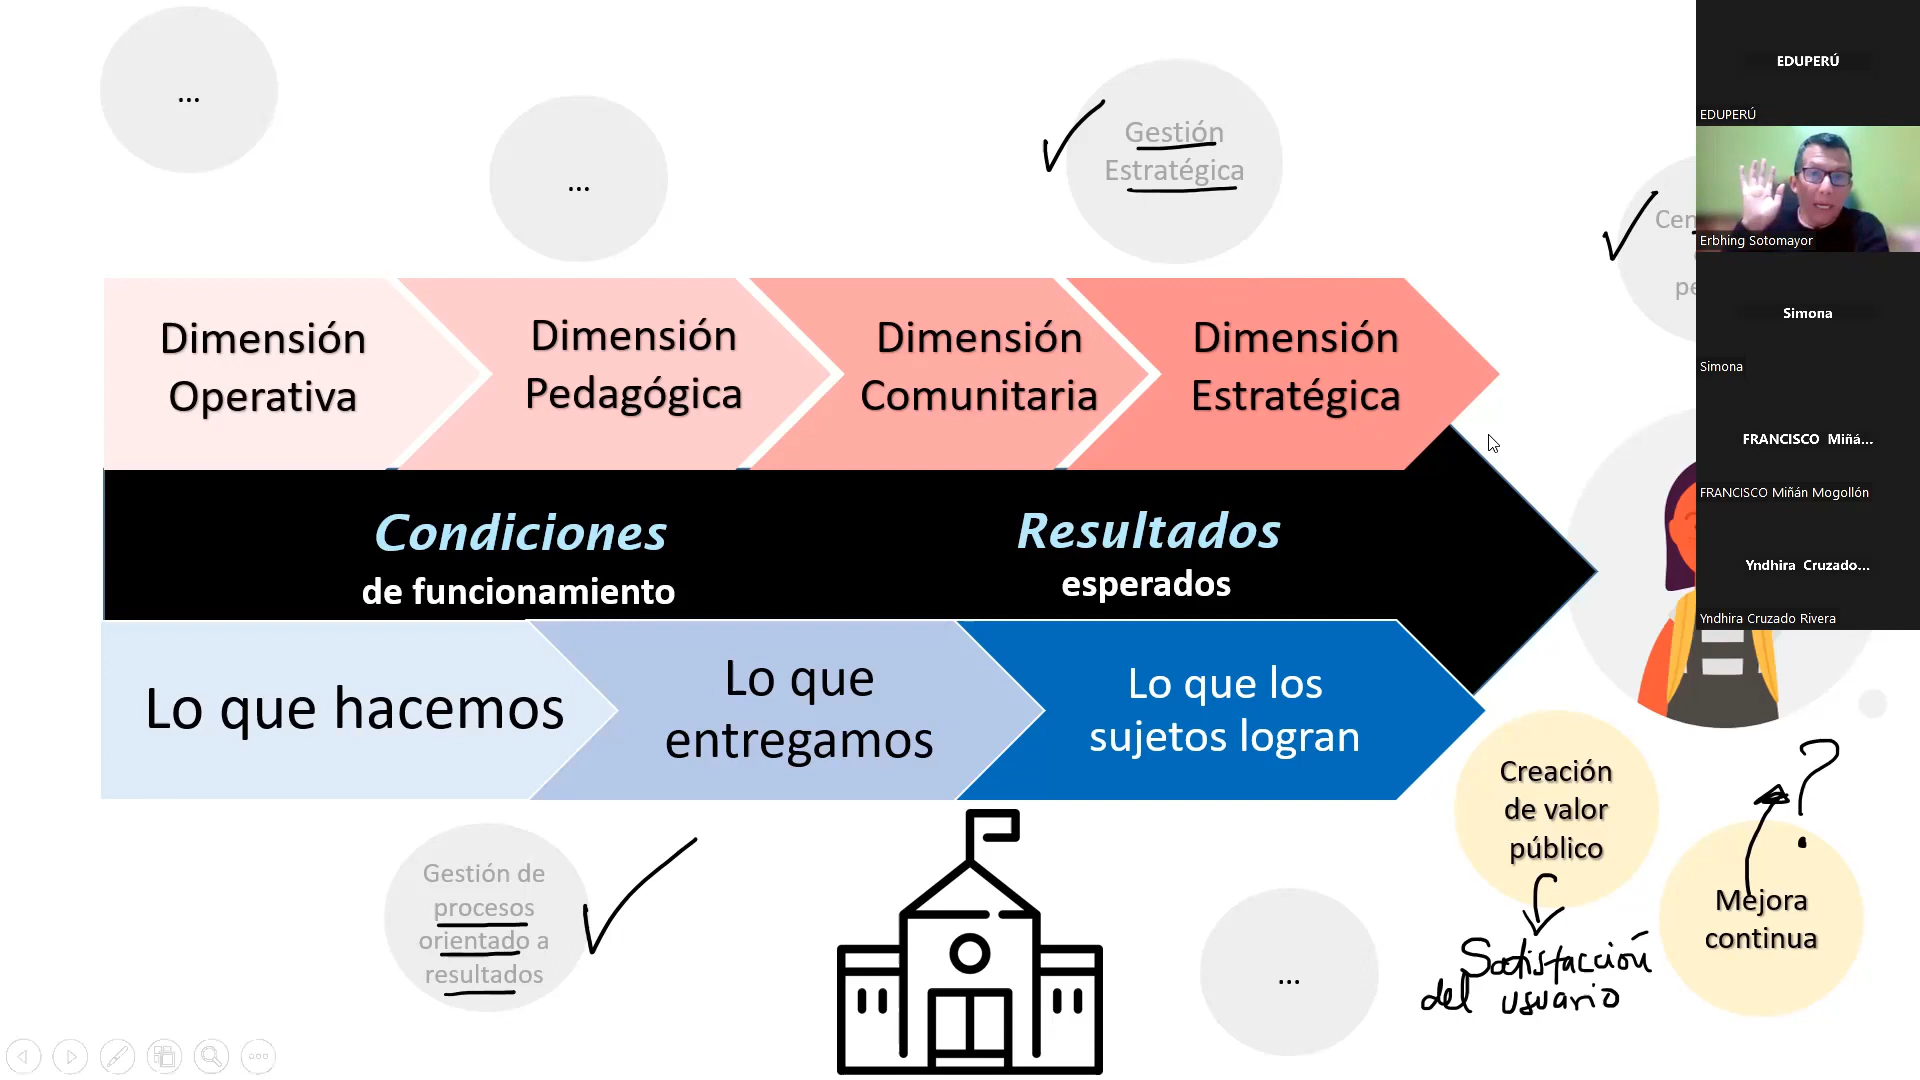 ...
...
Gestión
Estratégica
Cen
pe
Dimensión
Operativa
Dimensión
Pedagógica
Dimensión
Comunitaria
Dimensión
Estratégica
Condiciones
de funcionamiento
Resultados
esperados
Lo que hacemos
Lo que
entregamos
Lo que los
sujetos logran
Creación
de valor
público
Satisfacción
del usuario
?
Mejora
continua
Gestión de
procesos
orientado a
resultados
...
EDUPERÚ
EDUPERÚ
Erbhing Sotomayor
Simona
Simona
FRANCISCO Miñá...
FRANCISCO Miñán Mogollón
Yndhira Cruzado...
Yndhira Cruzado Rivera